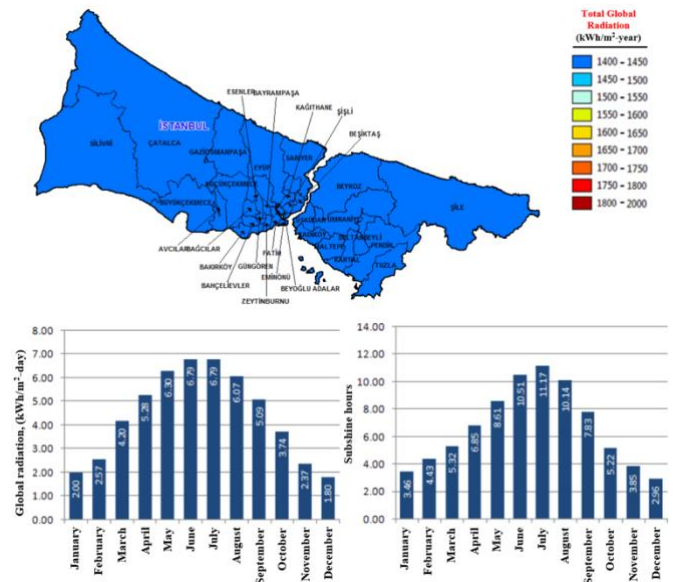 Total Global
Radiation
(kWh/m²-year)
1400 - 1450
1450 - 1500
1500 - 1550
1550 - 1600
1600 - 1650
1650 - 1700
1700 - 1750
1750 - 1800
1800 - 2000
ESENLER
BAYRAMPAŞA
KAĞITHANE
ŞİŞLİ
BEŞİKTAŞ
İSTANBUL
SİLİVRİ
ÇATALCA
GAZİOSMANPAŞA
EYÜP
SARIYER
BEYKOZ
ŞİLE
KÜÇÜKÇEKMECE
BÜYÜKÇEKMECE
ÜSKÜDAR
ÜMRANİYE
KADIKÖY
SULTANBEYLİ
MALTEPE
PENDİK
KARTAL
TUZLA
AVCILAR
BAĞCILAR
FATİH
BAKIRKÖY
GÜNGÖREN
EMİNÖNÜ
BAHÇELİEVLER
BEYOĞLU
ADALAR
ZEYTİNBURNU
Global radiation, (kWh/m²-day)
8.00
7.00
6.00
5.00
4.00
3.00
2.00
1.00
0.00
2.00
2.57
4.20
5.28
6.30
6.79
6.79
6.07
5.09
3.74
2.37
1.80
January
February
March
April
May
June
July
August
September
October
November
December
Subshine hours
14.00
12.00
10.00
8.00
6.00
4.00
2.00
0.00
3.46
4.43
5.32
6.85
8.61
10.51
11.17
10.14
7.83
5.22
3.85
2.96
January
February
March
April
May
June
July
August
September
October
November
December